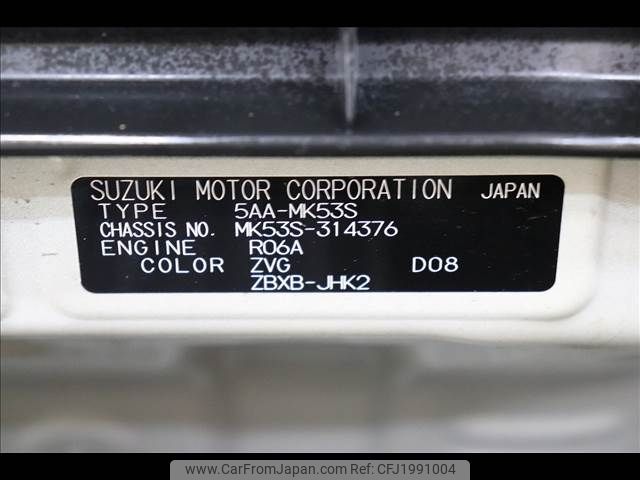 SUZUKI MOTOR CORPORATION JAPAN
TYPE 5AA-MK53S
CHASSIS NO. MK53S-314376
ENGINE R06A
COLOR ZVG D08
ZBXB-JHK2
www.CarFromJapan.com - CFJ1991004